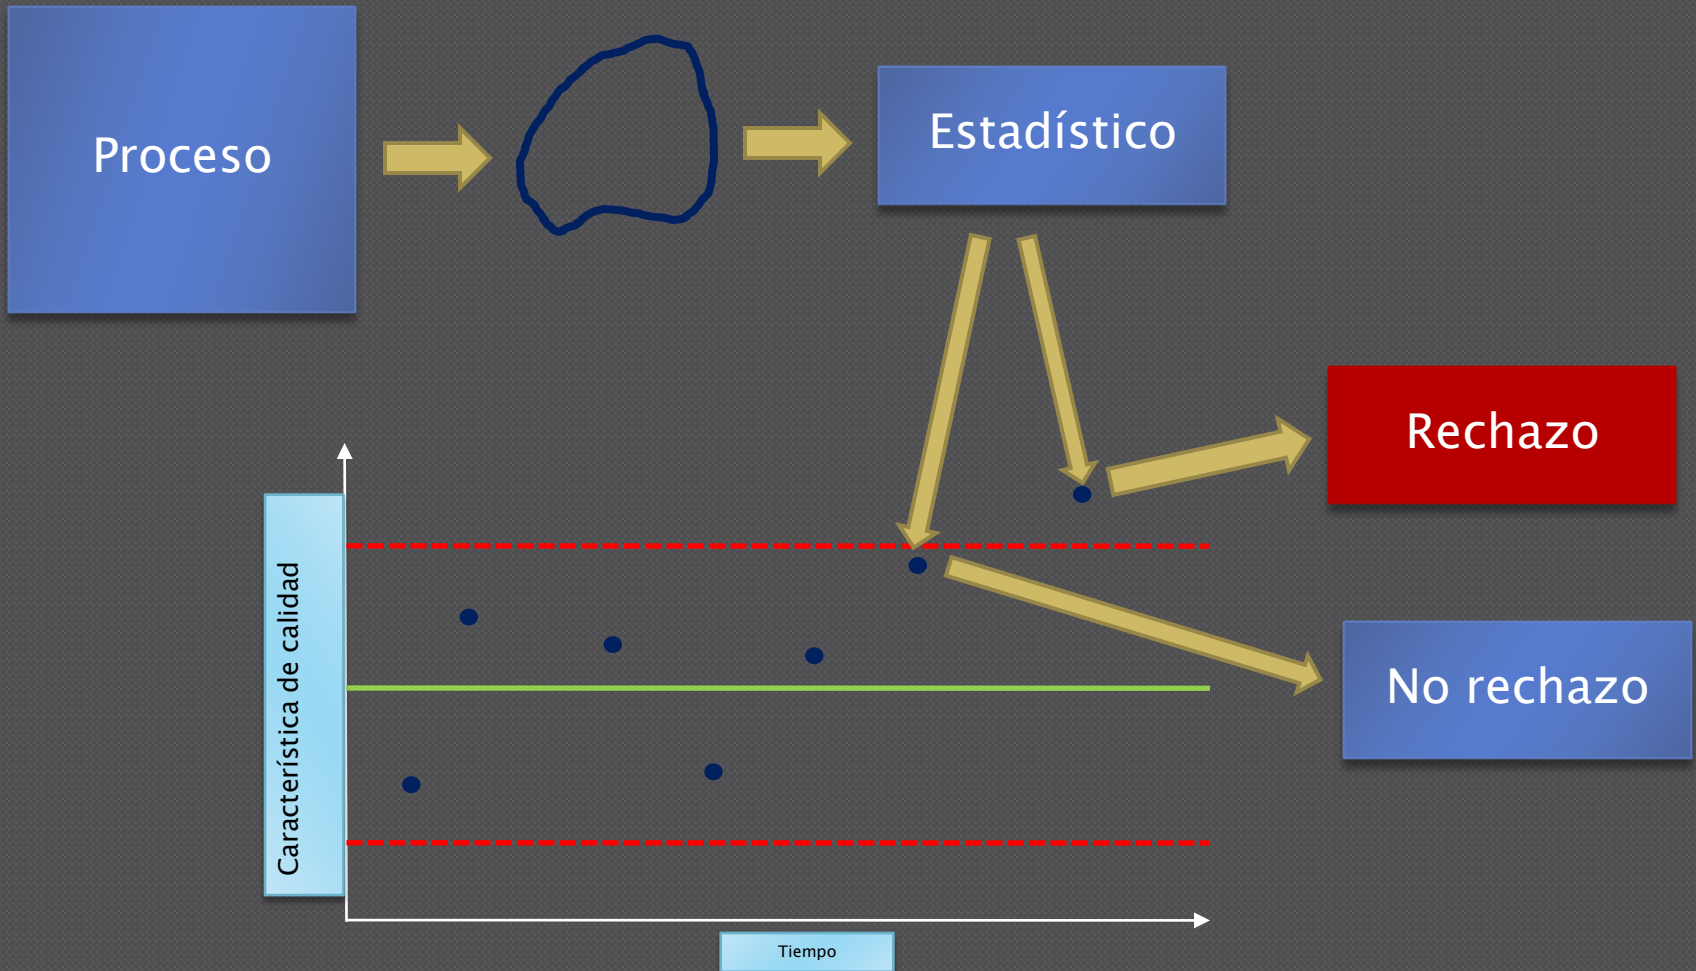 Proceso
Estadístico
Rechazo
Característica de calidad
No rechazo
Tiempo